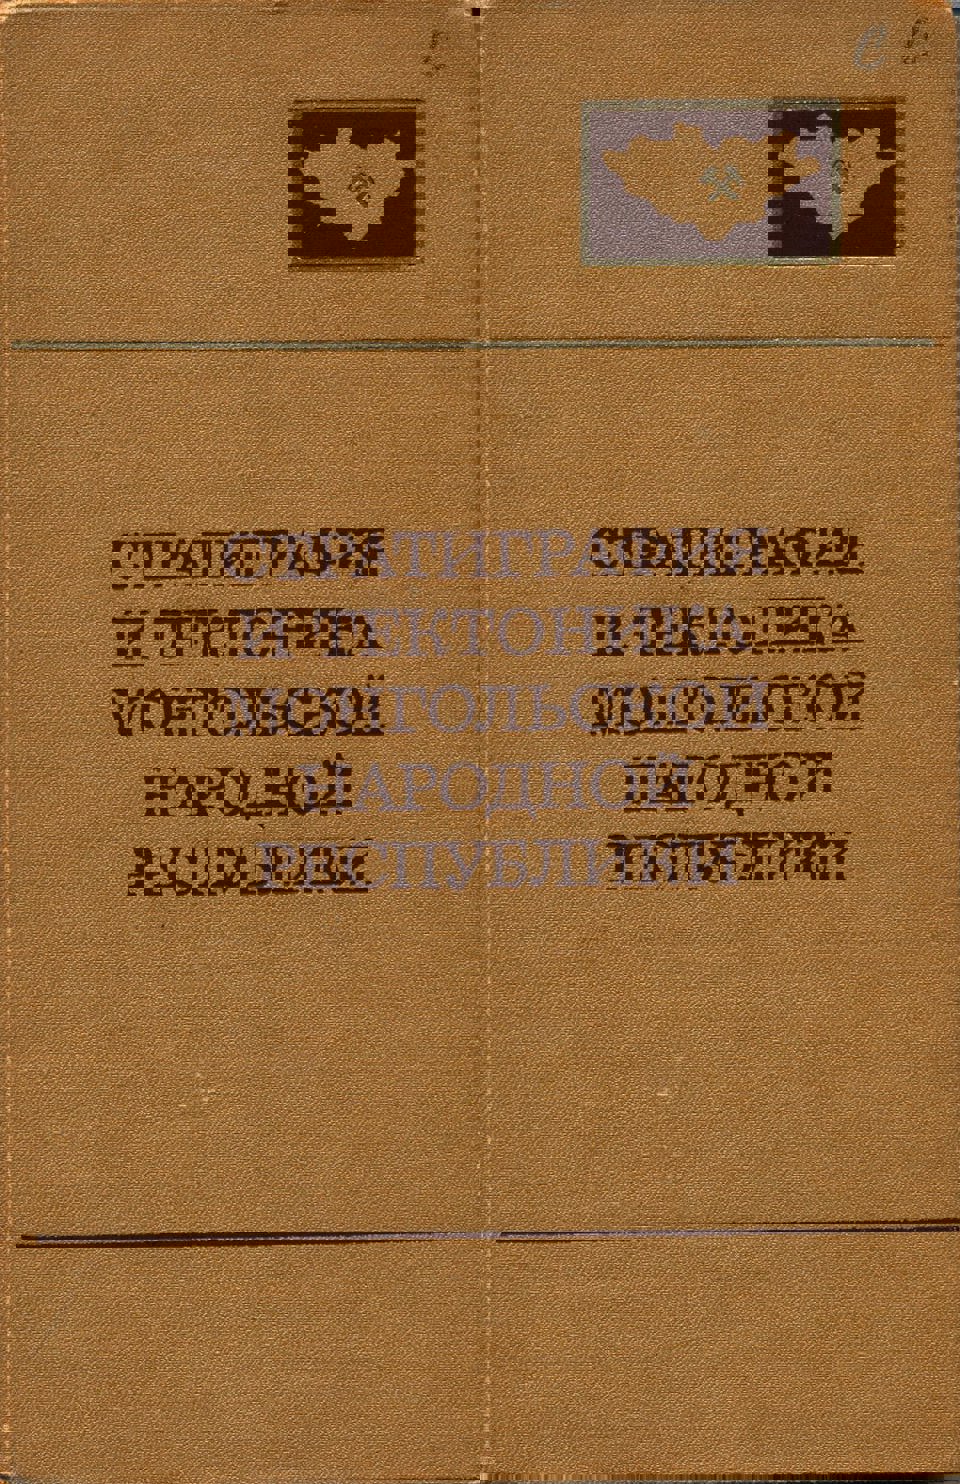 СТРАТИГРАФИЯ
И ТЕКТОНИКА
МОНГОЛЬСКОЙ
НАРОДНОЙ
РЕСПУБЛИКИ